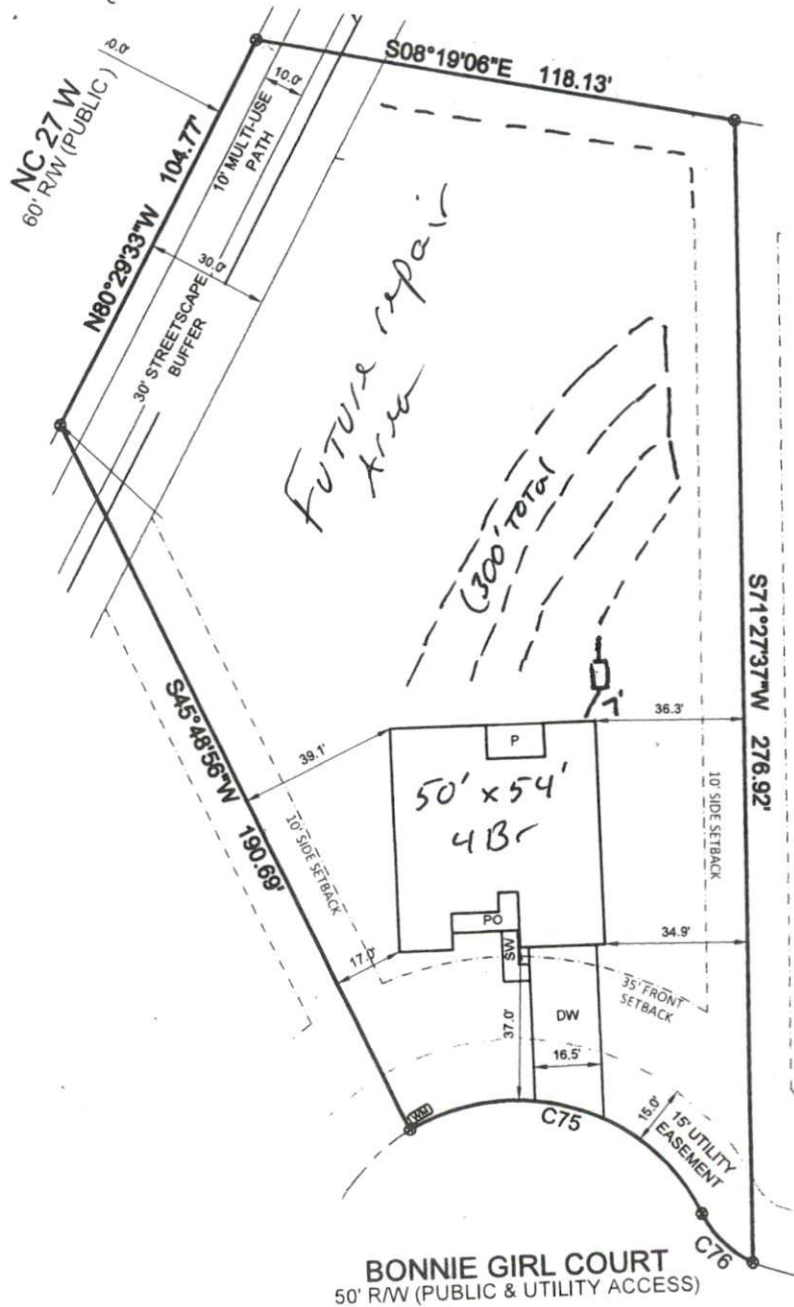 NC 27 W
60' R/W (PUBLIC )
N80°29'33"W 104.77'
10.0'
10' MULTI-USE
PATH
30.0'
30' STREETSCAPE
BUFFER
S08°19'06"E 118.13'
Future repair
Area
(300' TOTAL
7'
S71°27'37"W 276.92'
36.3'
39.1'
P
50' x 54'
4 Br
S45°48'56"W 190.69'
10' SIDE SETBACK
10' SIDE SETBACK
PO
SW
17.0'
34.9'
35' FRONT
SETBACK
DW
37.0'
16.5'
WM
C75
15.0'
15' UTILITY
EASEMENT
C76
BONNIE GIRL COURT
50' R/W (PUBLIC & UTILITY ACCESS)